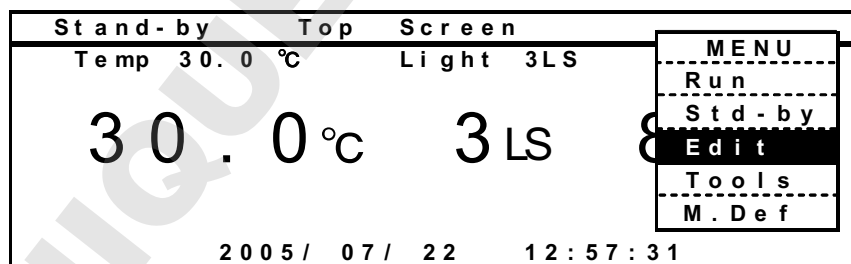 Stand-by Top Screen
Temp 30.0 ℃ Light 3LS
30.0℃ 3LS
MENU
Run
Std-by
Edit
Tools
M.Def
2005/ 07/ 22 12:57:31